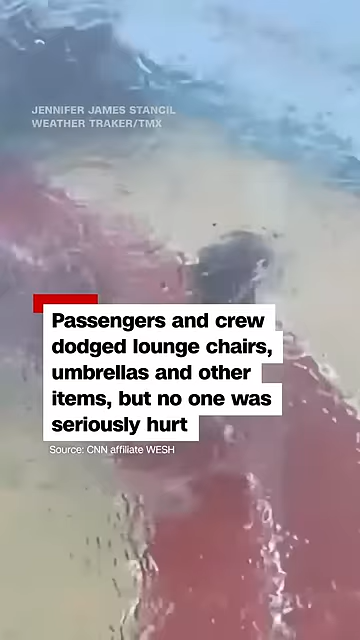 JENNIFER JAMES STANCIL
WEATHER TRAKER/TMX
Passengers and crew
dodged lounge chairs,
umbrellas and other
items, but no one was
seriously hurt
Source: CNN affiliate WESH